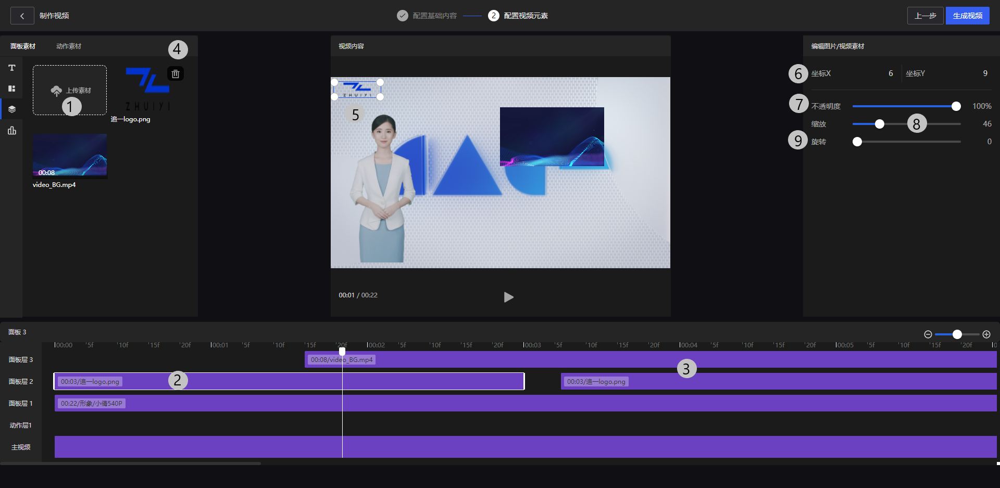 制作视频
配置基础内容
2 配置视频元素
上一步
生成视频
面板素材 动作素材
4
上传素材
1
ZHUIYI
追一logo.png
00:08
video_BG.mp4
视频内容
ZHUIYI
5
00:01 / 00:22
编辑图片/视频素材
6 坐标X 6 坐标Y 9
7 不透明度 100%
缩放 8 46
9 旋转 0
面板 3
00:00 5f 10f 15f 20f 00:01 5f 10f 15f 20f 00:02 5f 10f 15f 20f 00:03 5f 10f 15f 20f 00:04 5f 10f 15f 20f 00:05 5f 10f 15f 20f 0
面板层 3 00:08/video_BG.mp4 3
面板层 2 00:03/追一logo.png 2 00:03/追一logo.png
面板层 1 00:22/形象/小倩540P
动作层1
主视频